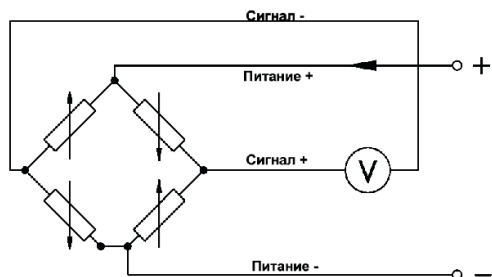 Сигнал -
Питание +
+
Сигнал +
V
Питание -
−